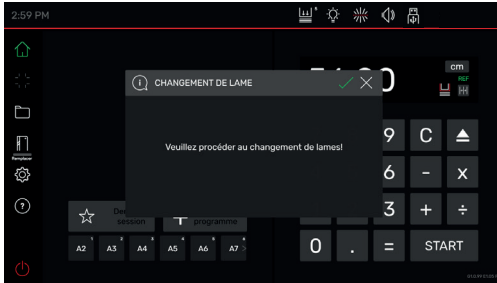 2:59 PM
cm
REF
CHANGEMENT DE LAME
Veuillez procéder au changement de lames!
Remplacer
9 C
6 - x
3 + ÷
0 . = START
session
programme
A2 A3 A4 A5 A6 A7